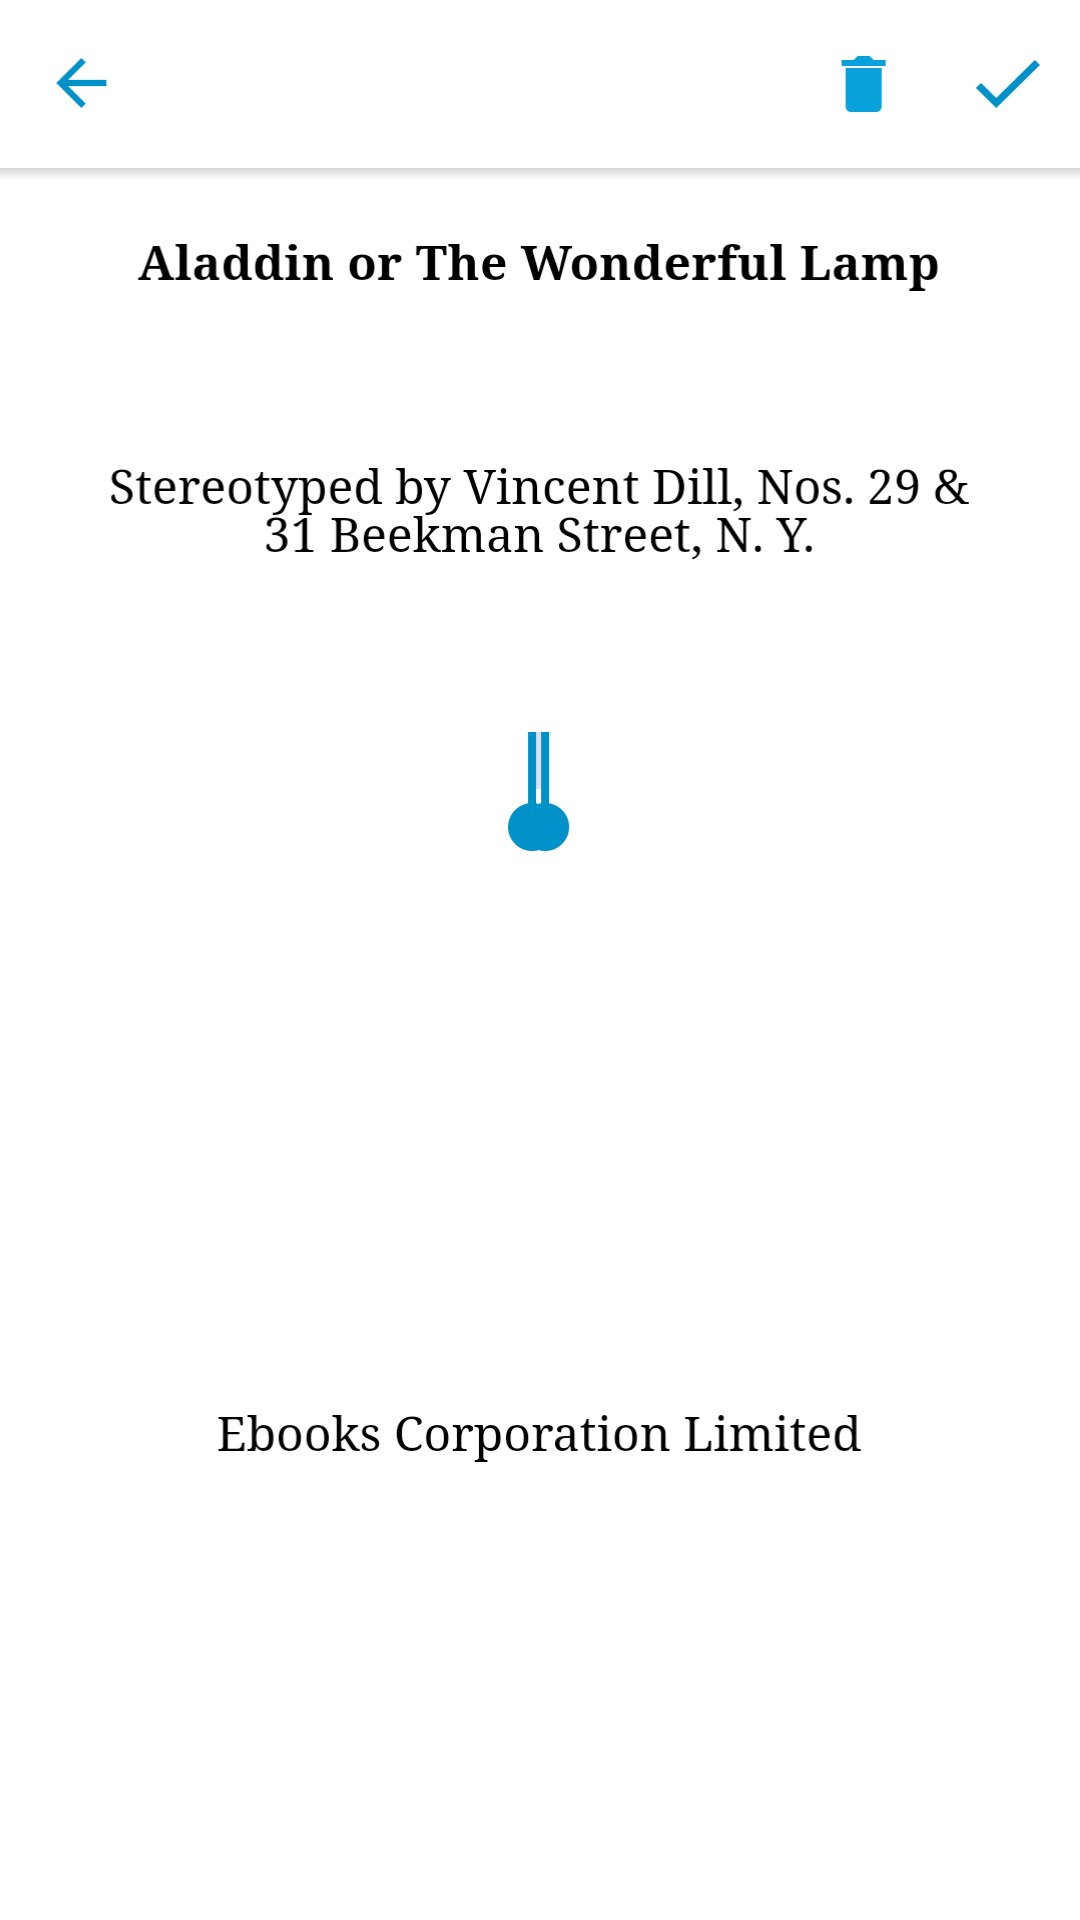 Aladdin or The Wonderful Lamp
Stereotyped by Vincent Dill, Nos. 29 &
31 Beekman Street, N. Y.
Ebooks Corporation Limited